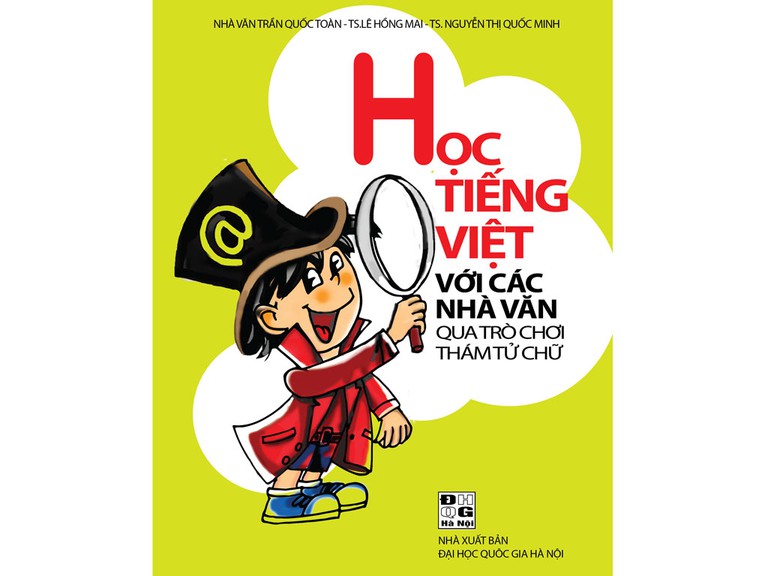 NHÀ VĂN TRẦN QUỐC TOÀN - TS.LÊ HỒNG MAI - TS. NGUYỄN THỊ QUỐC MINH
HỌC
TIẾNG
VIỆT
VỚI CÁC
NHÀ VĂN
QUA TRÒ CHƠI
THÁM TỬ CHỮ
@
ĐH
QG
Hà Nội
NHÀ XUẤT BẢN
ĐẠI HỌC QUỐC GIA HÀ NỘI